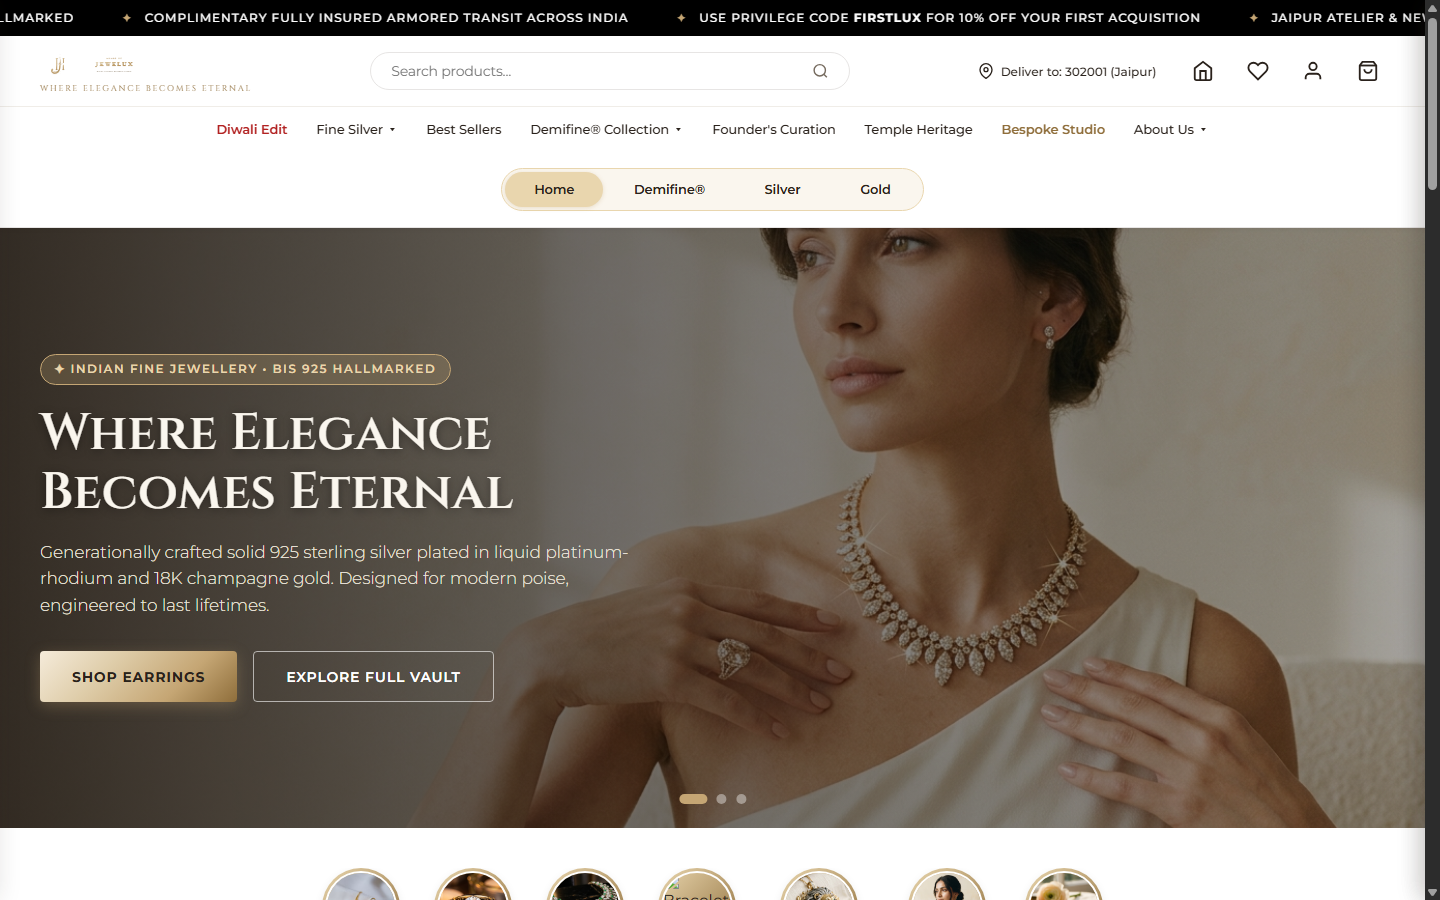 LLMARKED ✦ COMPLIMENTARY FULLY INSURED ARMORED TRANSIT ACROSS INDIA ✦ USE PRIVILEGE CODE FIRSTLUX FOR 10% OFF YOUR FIRST ACQUISITION ✦ JAIPUR ATELIER & NEW
JEWELUX
WHERE ELEGANCE BECOMES ETERNAL
Search products...
Deliver to: 302001 (Jaipur)
Diwali Edit Fine Silver Best Sellers Demifine® Collection Founder's Curation Temple Heritage Bespoke Studio About Us
Home Demifine® Silver Gold
✦ INDIAN FINE JEWELLERY • BIS 925 HALLMARKED
WHERE ELEGANCE
BECOMES ETERNAL
Generationally crafted solid 925 sterling silver plated in liquid platinum-
rhodium and 18K champagne gold. Designed for modern poise,
engineered to last lifetimes.
SHOP EARRINGS EXPLORE FULL VAULT
Bracelet